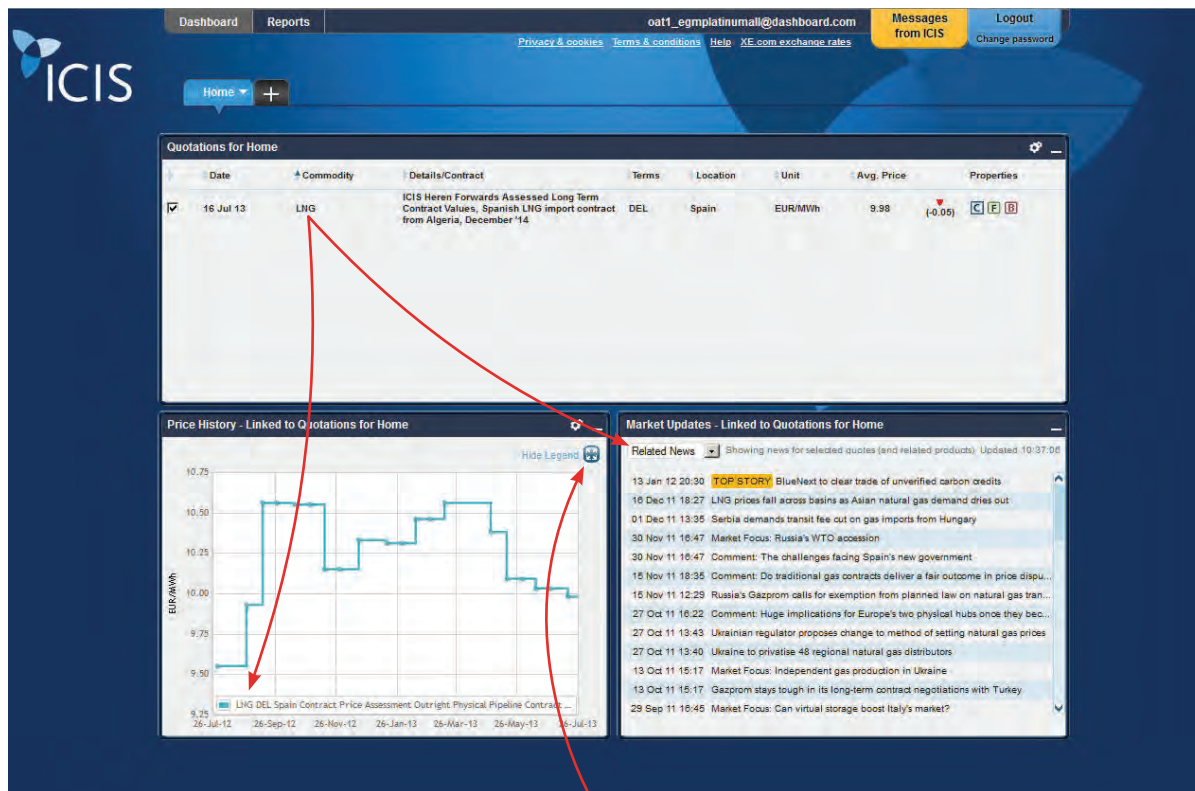 Dashboard Reports oat1_egmplatinumall@dashboard.com Messages from ICIS Logout
Privacy & cookies Terms & conditions Help XE.com exchange rates Change password
ICIS
Home +
Quotations for Home
Date Commodity Details/Contract Terms Location Unit Avg. Price Properties
ICIS Heren Forwards Assessed Long Term
16 Jul 13 LNG Contract Values, Spanish LNG import contract DEL Spain EUR/MWh 9.98 (-0.05) C F B
from Algeria, December '14
Price History - Linked to Quotations for Home
Hide Legend
10.75
10.50
10.25
10.00
9.75
9.50
9.25
EUR/MWh
LNG DEL Spain Contract Price Assessment Outright Physical Pipeline Contract ...
26-Jul-12 26-Sep-12 26-Nov-12 26-Jan-13 26-Mar-13 26-May-13 26-Jul-13
Market Updates - Linked to Quotations for Home
Related News Showing news for selected quotes (and related products) Updated 10:37:06
13 Jan 12 20:30 TOP STORY BlueNext to clear trade of unverified carbon credits
16 Dec 11 18:27 LNG prices fall across basins as Asian natural gas demand dries out
01 Dec 11 13:35 Serbia demands transit fee cut on gas imports from Hungary
30 Nov 11 16:47 Market Focus: Russia's WTO accession
30 Nov 11 16:47 Comment: The challenges facing Spain's new government
15 Nov 11 18:35 Comment: Do traditional gas contracts deliver a fair outcome in price dispu...
15 Nov 11 12:29 Russia's Gazprom calls for exemption from planned law on natural gas tran...
27 Oct 11 16:22 Comment: Huge implications for Europe's two physical hubs once they bec...
27 Oct 11 13:43 Ukrainian regulator proposes change to method of setting natural gas prices
27 Oct 11 13:40 Ukraine to privatise 48 regional natural gas distributors
13 Oct 11 15:17 Market Focus: Independent gas production in Ukraine
13 Oct 11 15:17 Gazprom stays tough in its long-term contract negotiations with Turkey
29 Sep 11 16:45 Market Focus: Can virtual storage boost Italy's market?